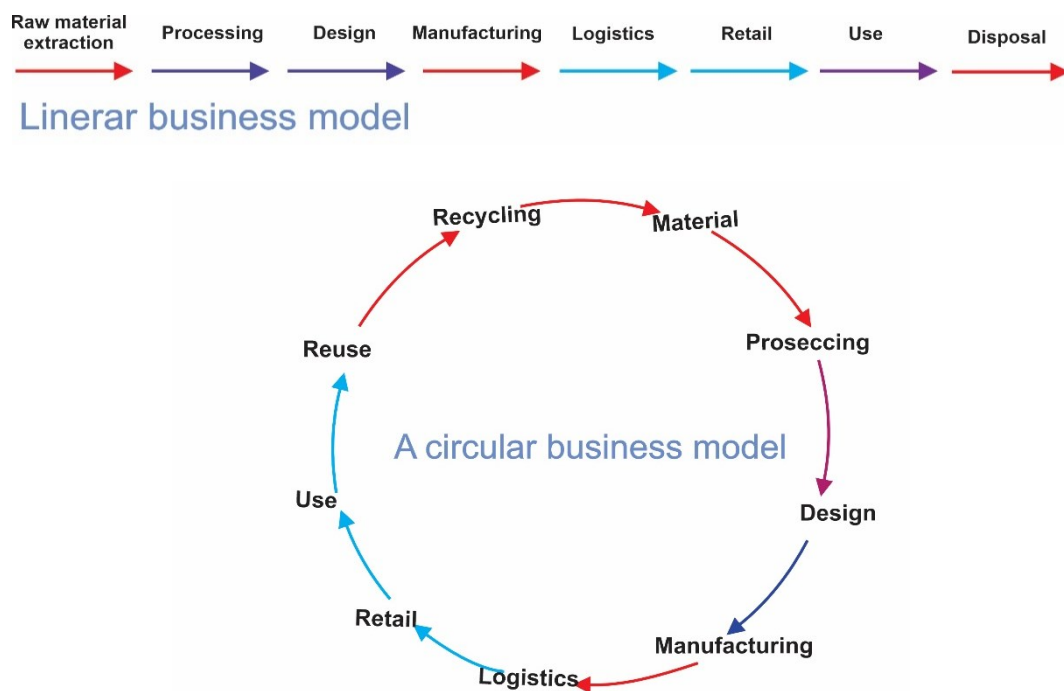 Raw material
extraction
Processing
Design
Manufacturing
Logistics
Retail
Use
Disposal
Linerar business model
Recycling
Material
Proseccing
Design
Manufacturing
Logistics
Retail
Use
Reuse
A circular business model